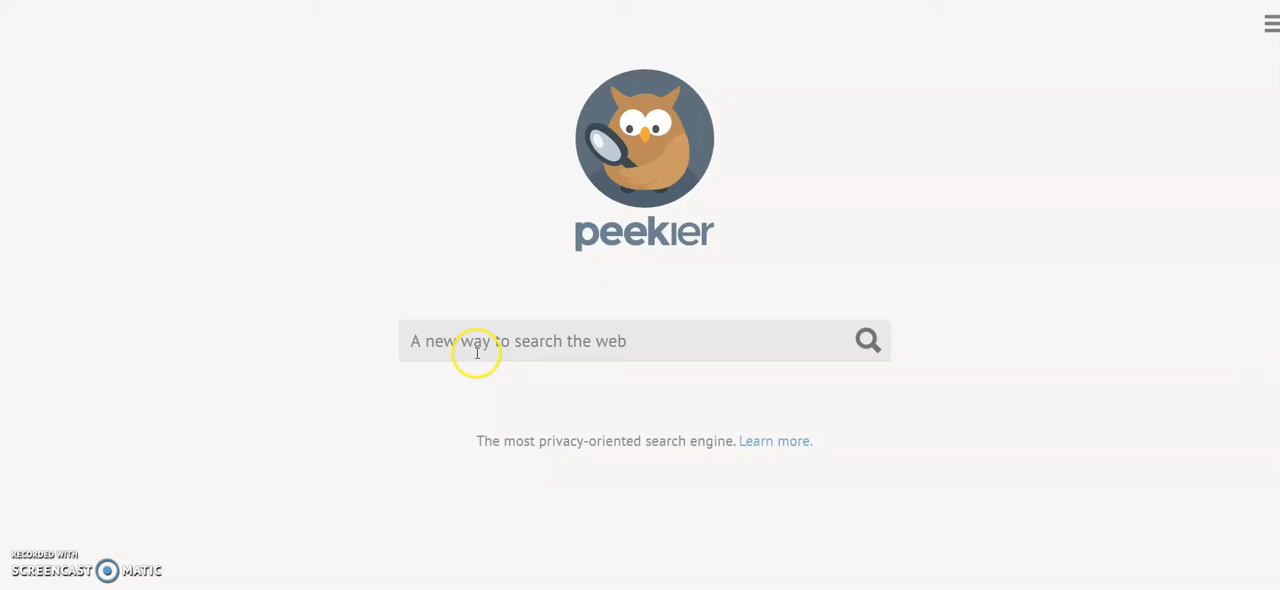 peekier
A new way to search the web
The most privacy-oriented search engine. Learn more.
RECORDED WITH
SCREENCAST MATIC